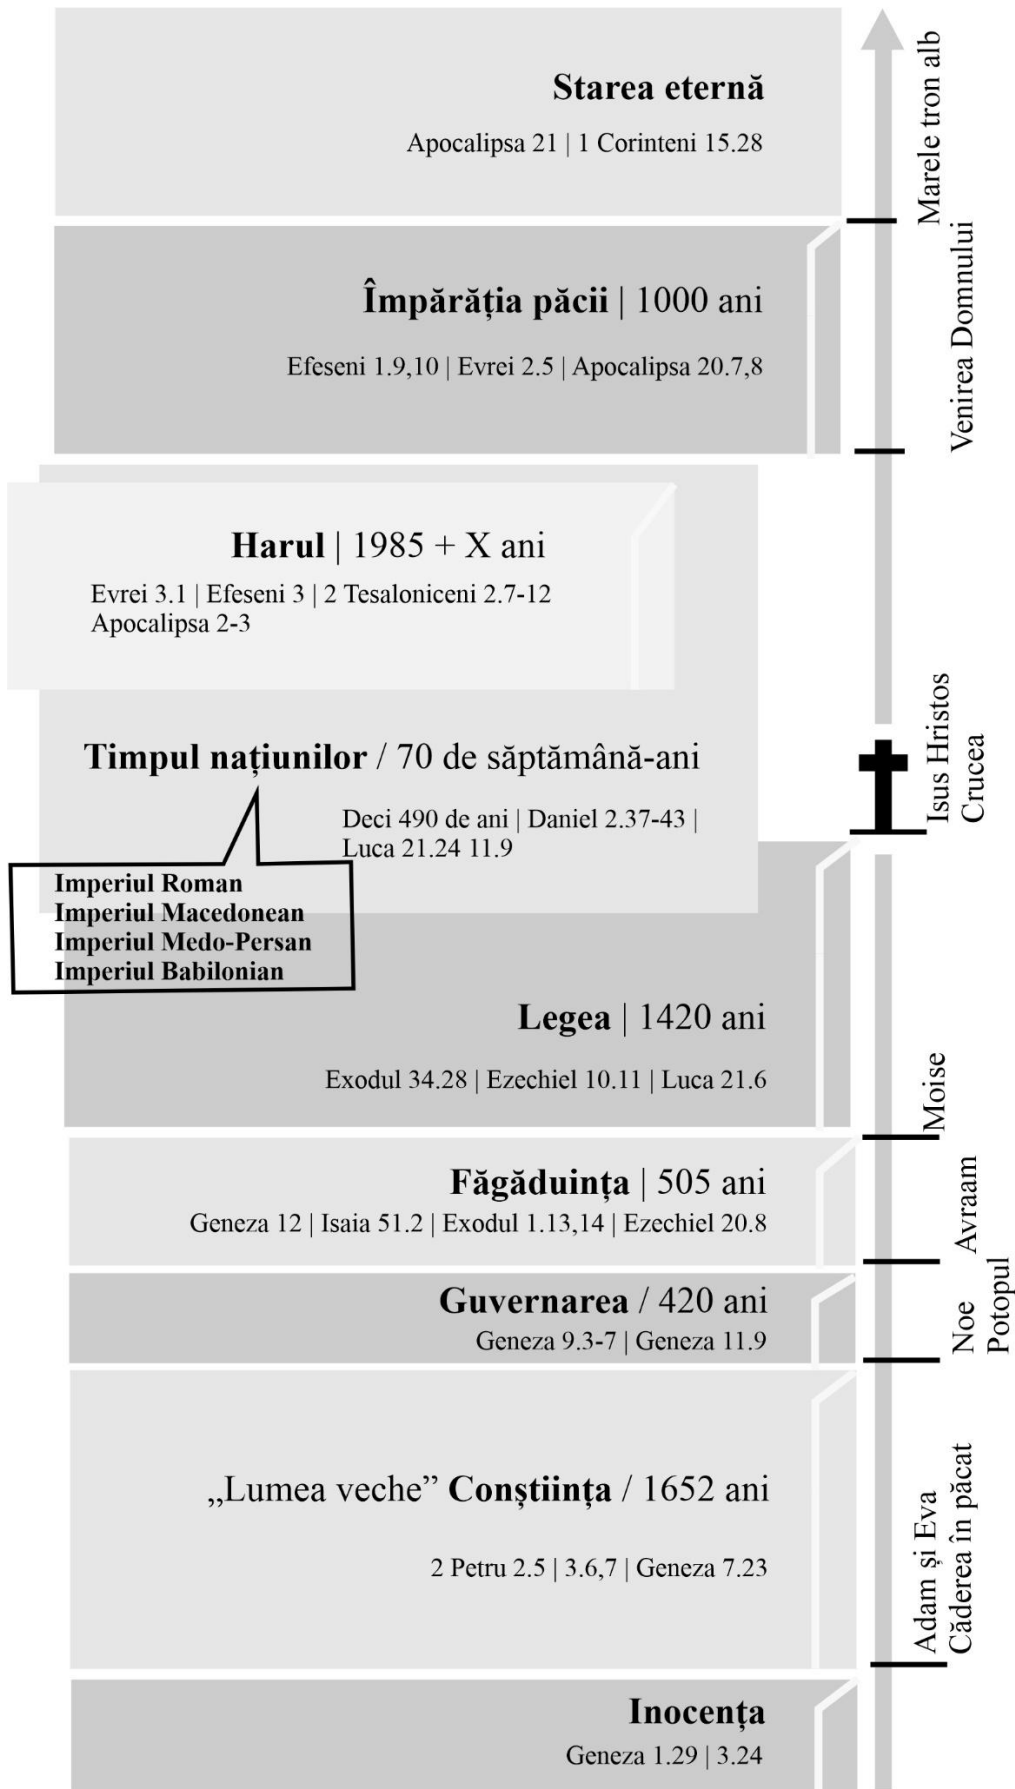 Starea eternă
Apocalipsa 21 | 1 Corinteni 15.28
Marele tron alb
Împărăția păcii | 1000 ani
Efeseni 1.9,10 | Evrei 2.5 | Apocalipsa 20.7,8
Venirea Domnului
Harul | 1985 + X ani
Evrei 3.1 | Efeseni 3 | 2 Tesaloniceni 2.7-12
Apocalipsa 2-3
Timpul națiunilor / 70 de săptămână-ani
Deci 490 de ani | Daniel 2.37-43 |
Luca 21.24 11.9
Isus Hristos
Crucea
Imperiul Roman
Imperiul Macedonean
Imperiul Medo-Persan
Imperiul Babilonian
Legea | 1420 ani
Exodul 34.28 | Ezechiel 10.11 | Luca 21.6
Moise
Făgăduința | 505 ani
Geneza 12 | Isaia 51.2 | Exodul 1.13,14 | Ezechiel 20.8
Avraam
Guvernarea / 420 ani
Geneza 9.3-7 | Geneza 11.9
Noe
Potopul
„Lumea veche” Conștiința / 1652 ani
2 Petru 2.5 | 3.6,7 | Geneza 7.23
Adam și Eva
Căderea în păcat
Inocența
Geneza 1.29 | 3.24